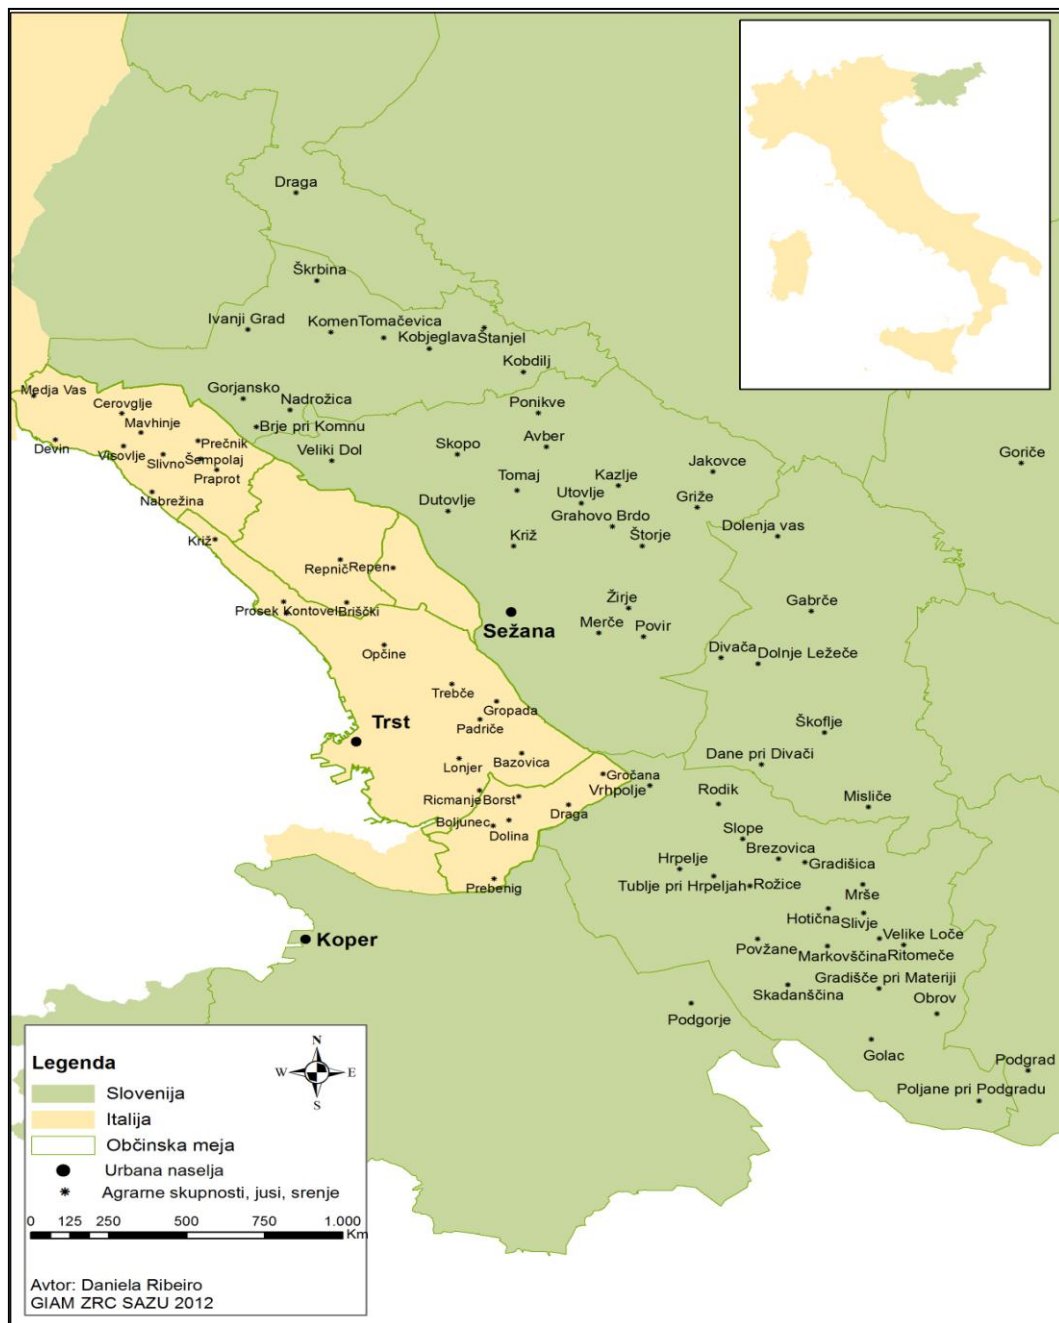 Draga
Škrbina
Ivanji Grad
Komen
Tomačevica
Kobjeglava
Štanjel
Kobdilj
Medja Vas
Cerovglje
Mavhinje
Gorjansko
Nadrožica
Brje pri Komnu
Ponikve
Devin
Visovlje
Slivno
Prečnik
Šempolaj
Praprot
Veliki Dol
Skopo
Avber
Nabrežina
Tomaj
Kazlje
Jakovce
Goriče
Dutovlje
Utovlje
Grahovo Brdo
Griže
Križ
Križ
Štorje
Dolenja vas
Repnič
Repen
Prosek
Kontovel
Briščki
Sežana
Žirje
Merče
Povir
Gabrče
Opčine
Divača
Dolnje Ležeče
Trebče
Gropada
Padriče
Trst
Škoflje
Lonjer
Bazovica
Dane pri Divači
Gročana
Vrhpolje
Ricmanje
Borst
Draga
Rodik
Misliče
Boljunec
Dolina
Slope
Brezovica
Gradišica
Prebenig
Hrpelje
Tublje pri Hrpeljah
Rožice
Mrše
Hotična
Slivje
Koper
Povžane
Velike Loče
Markovščina
Ritomeče
Gradišče pri Materiji
Skadanščina
Obrov
Podgorje
Golac
Podgrad
Poljane pri Podgradu
Legenda
N
W
E
S
Slovenija
Italija
Občinska meja
Urbana naselja
Agrarne skupnosti, jusi, srenje
0 125 250 500 750 1.000
Km
Avtor: Daniela Ribeiro
GIAM ZRC SAZU 2012